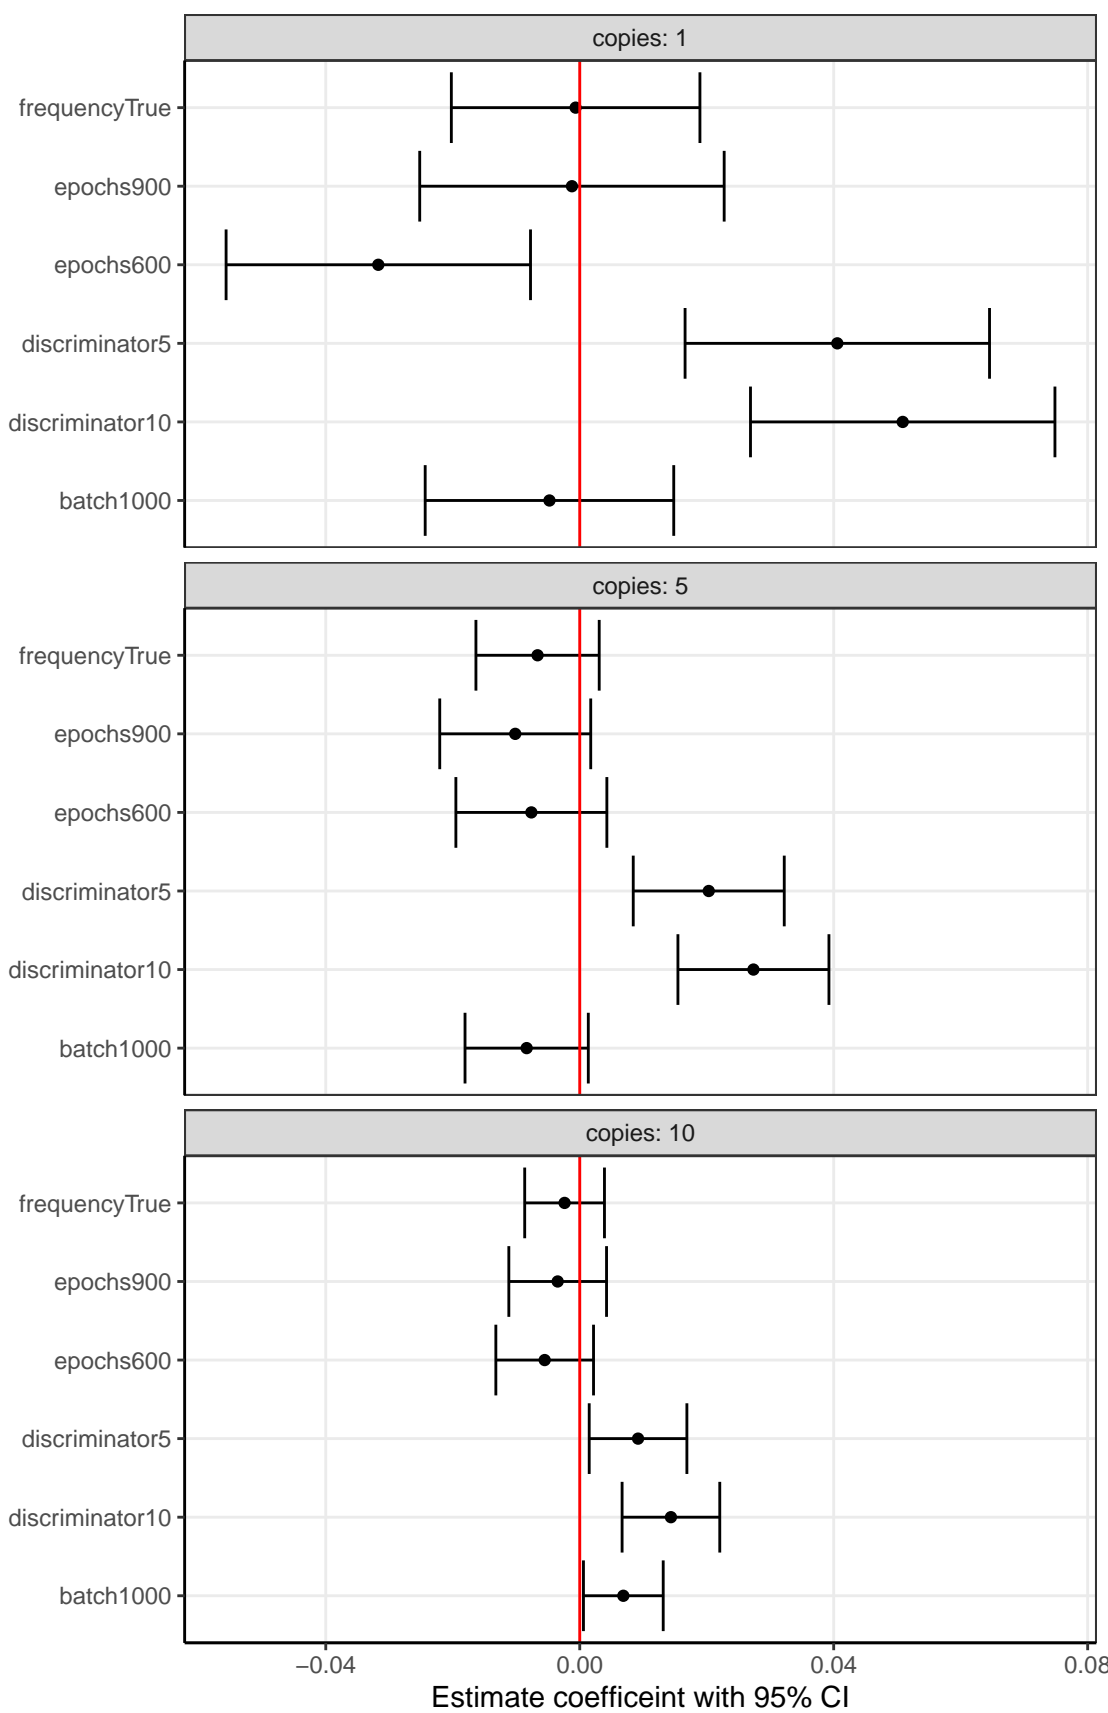 copies: 1
frequencyTrue
epochs900
epochs600
discriminator5
discriminator10
batch1000
copies: 5
frequencyTrue
epochs900
epochs600
discriminator5
discriminator10
batch1000
copies: 10
frequencyTrue
epochs900
epochs600
discriminator5
discriminator10
batch1000
−0.04 0.00 0.04 0.08
Estimate coefficeint with 95% CI